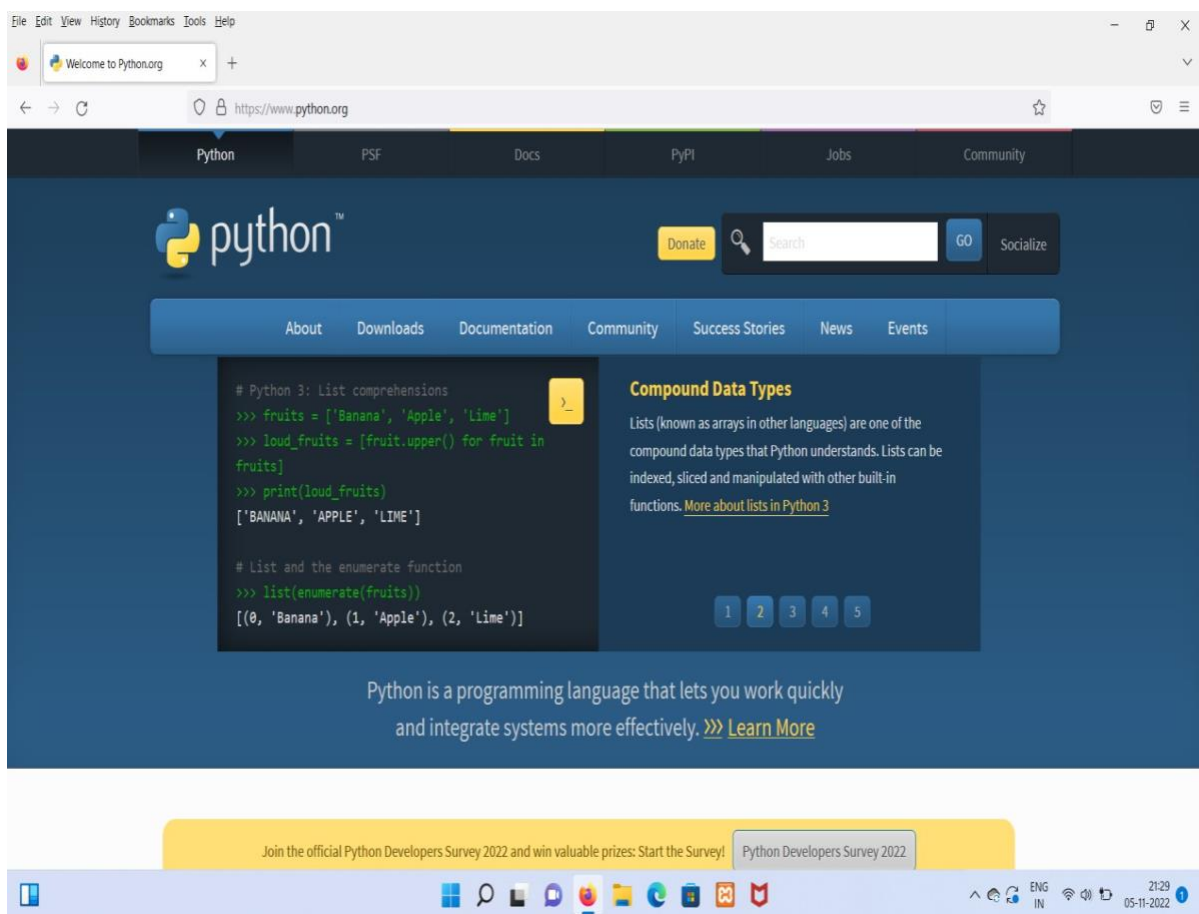 File Edit View History Bookmarks Tools Help
Welcome to Python.org
https://www.python.org
Python PSF Docs PyPI Jobs Community
python™
Donate Search GO Socialize
About Downloads Documentation Community Success Stories News Events
# Python 3: List comprehensions
>>> fruits = ['Banana', 'Apple', 'Lime']
>>> loud_fruits = [fruit.upper() for fruit in
fruits]
>>> print(loud_fruits)
['BANANA', 'APPLE', 'LIME']
# List and the enumerate function
>>> list(enumerate(fruits))
[(0, 'Banana'), (1, 'Apple'), (2, 'Lime')]
>_
Compound Data Types
Lists (known as arrays in other languages) are one of the
compound data types that Python understands. Lists can be
indexed, sliced and manipulated with other built-in
functions. More about lists in Python 3
1 2 3 4 5
Python is a programming language that lets you work quickly
and integrate systems more effectively. >>> Learn More
Join the official Python Developers Survey 2022 and win valuable prizes: Start the Survey! Python Developers Survey 2022
ENG
IN
21:29
05-11-2022
1